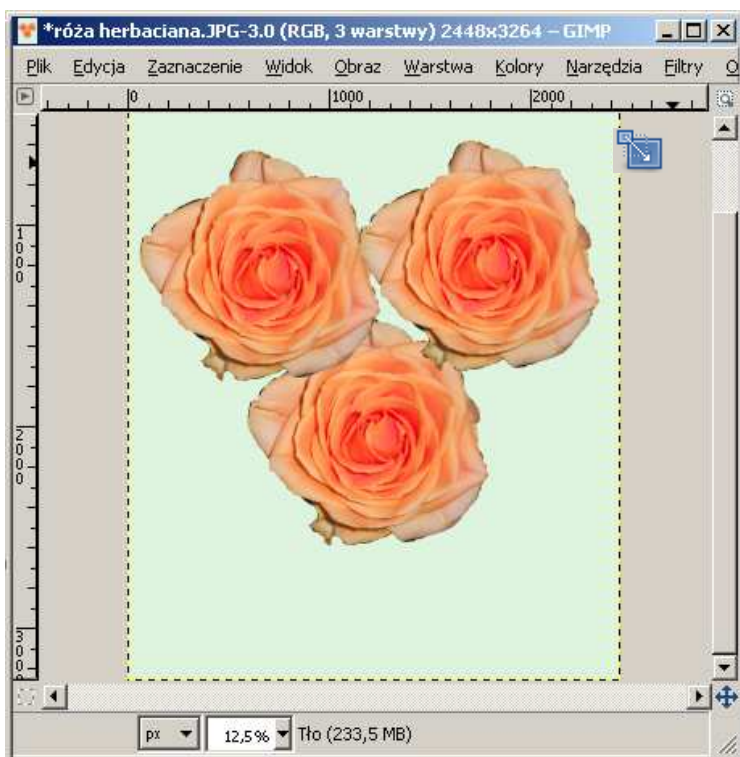 *róża herbaciana.JPG-3.0 (RGB, 3 warstwy) 2448x3264 – GIMP
Plik Edycja Zaznaczenie Widok Obraz Warstwa Kolory Narzędzia Filtry O
0 1000 2000
1000
2000
3000
px 12,5% Tło (233,5 MB)